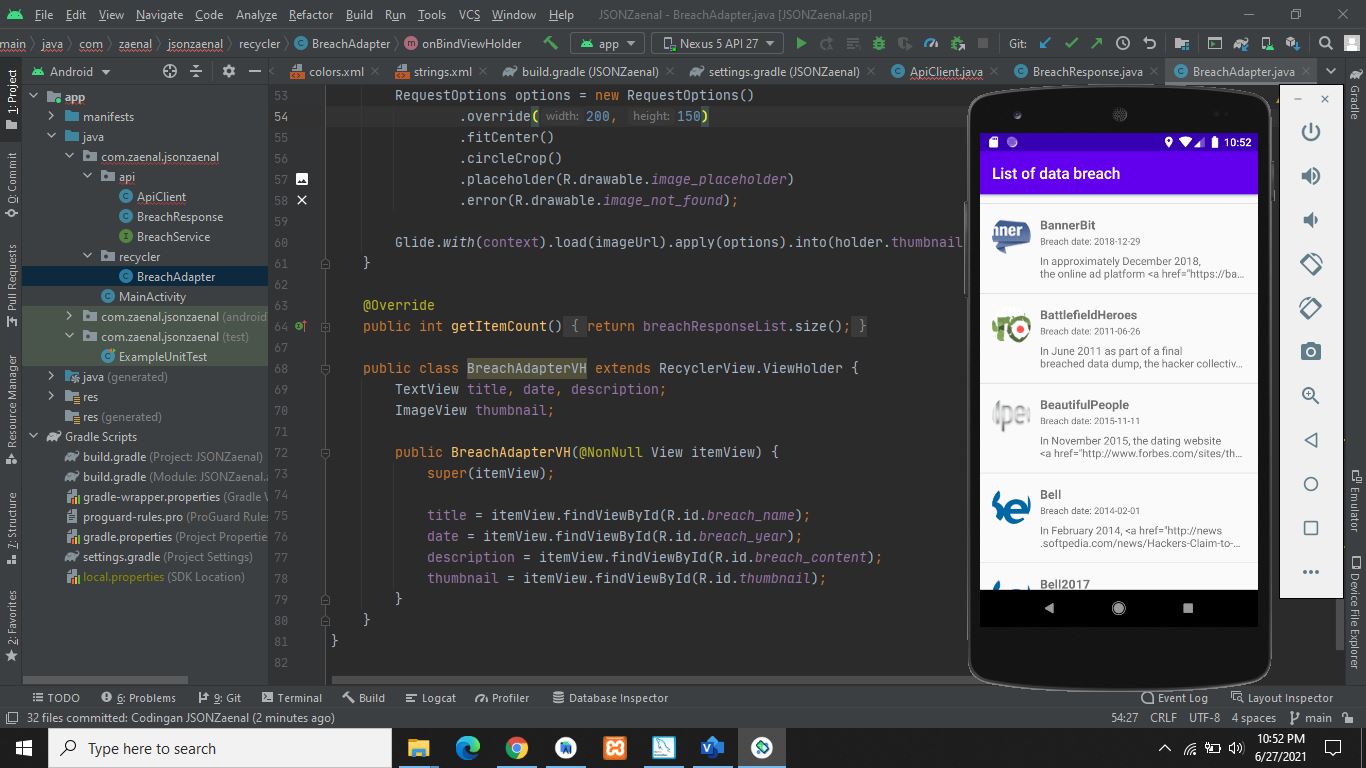 File Edit View Navigate Code Analyze Refactor Build Run Tools VCS Window Help JSONZaenal - BreachAdapter.java [JSONZaenal.app]
main java com zaenal jsonzaenal recycler BreachAdapter onBindViewHolder app Nexus 5 API 27 Git:
Android colors.xml strings.xml build.gradle (JSONZaenal) settings.gradle (JSONZaenal) ApiClient.java BreachResponse.java BreachAdapter.java
1: Project
0: Commit
Pull Requests
Resource Manager
7: Structure
2: Favorites
app
manifests
java
com.zaenal.jsonzaenal
api
ApiClient
BreachResponse
BreachService
recycler
BreachAdapter
MainActivity
com.zaenal.jsonzaenal (android
com.zaenal.jsonzaenal (test)
ExampleUnitTest
java (generated)
res
res (generated)
Gradle Scripts
build.gradle (Project: JSONZaenal)
build.gradle (Module: JSONZaenal.a
gradle-wrapper.properties (Gradle V
proguard-rules.pro (ProGuard Rules
gradle.properties (Project Propertie
settings.gradle (Project Settings)
local.properties (SDK Location)
53 RequestOptions options = new RequestOptions()
54 .override( width: 200, height: 150)
55 .fitCenter()
56 .circleCrop()
57 .placeholder(R.drawable.image_placeholder)
58 .error(R.drawable.image_not_found);
59
60 Glide.with(context).load(imageUrl).apply(options).into(holder.thumbnail
61 }
62
63 @Override
64 public int getItemCount() { return breachResponseList.size(); }
67
68 public class BreachAdapterVH extends RecyclerView.ViewHolder {
69 TextView title, date, description;
70 ImageView thumbnail;
71
72 public BreachAdapterVH(@NonNull View itemView) {
73 super(itemView);
74
75 title = itemView.findViewById(R.id.breach_name);
76 date = itemView.findViewById(R.id.breach_year);
77 description = itemView.findViewById(R.id.breach_content);
78 thumbnail = itemView.findViewById(R.id.thumbnail);
79 }
80 }
81 }
82
10:52
List of data breach
nner
BannerBit
Breach date: 2018-12-29
In approximately December 2018,
the online ad platform <a href="https://ba...
BattlefieldHeroes
Breach date: 2011-06-26
In June 2011 as part of a final
breached data dump, the hacker collectiv...
BeautifulPeople
Breach date: 2015-11-11
In November 2015, the dating website
<a href="http://www.forbes.com/sites/th...
Bell
Breach date: 2014-02-01
In February 2014, <a href="http://news
.softpedia.com/news/Hackers-Claim-to-...
Bell2017
Gradle
Emulator
Device File Explorer
TODO 6: Problems 9: Git Terminal Build Logcat Profiler Database Inspector Event Log Layout Inspector
32 files committed: Codingan JSONZaenal (2 minutes ago) 54:27 CRLF UTF-8 4 spaces main
Type here to search
10:52 PM
6/27/2021